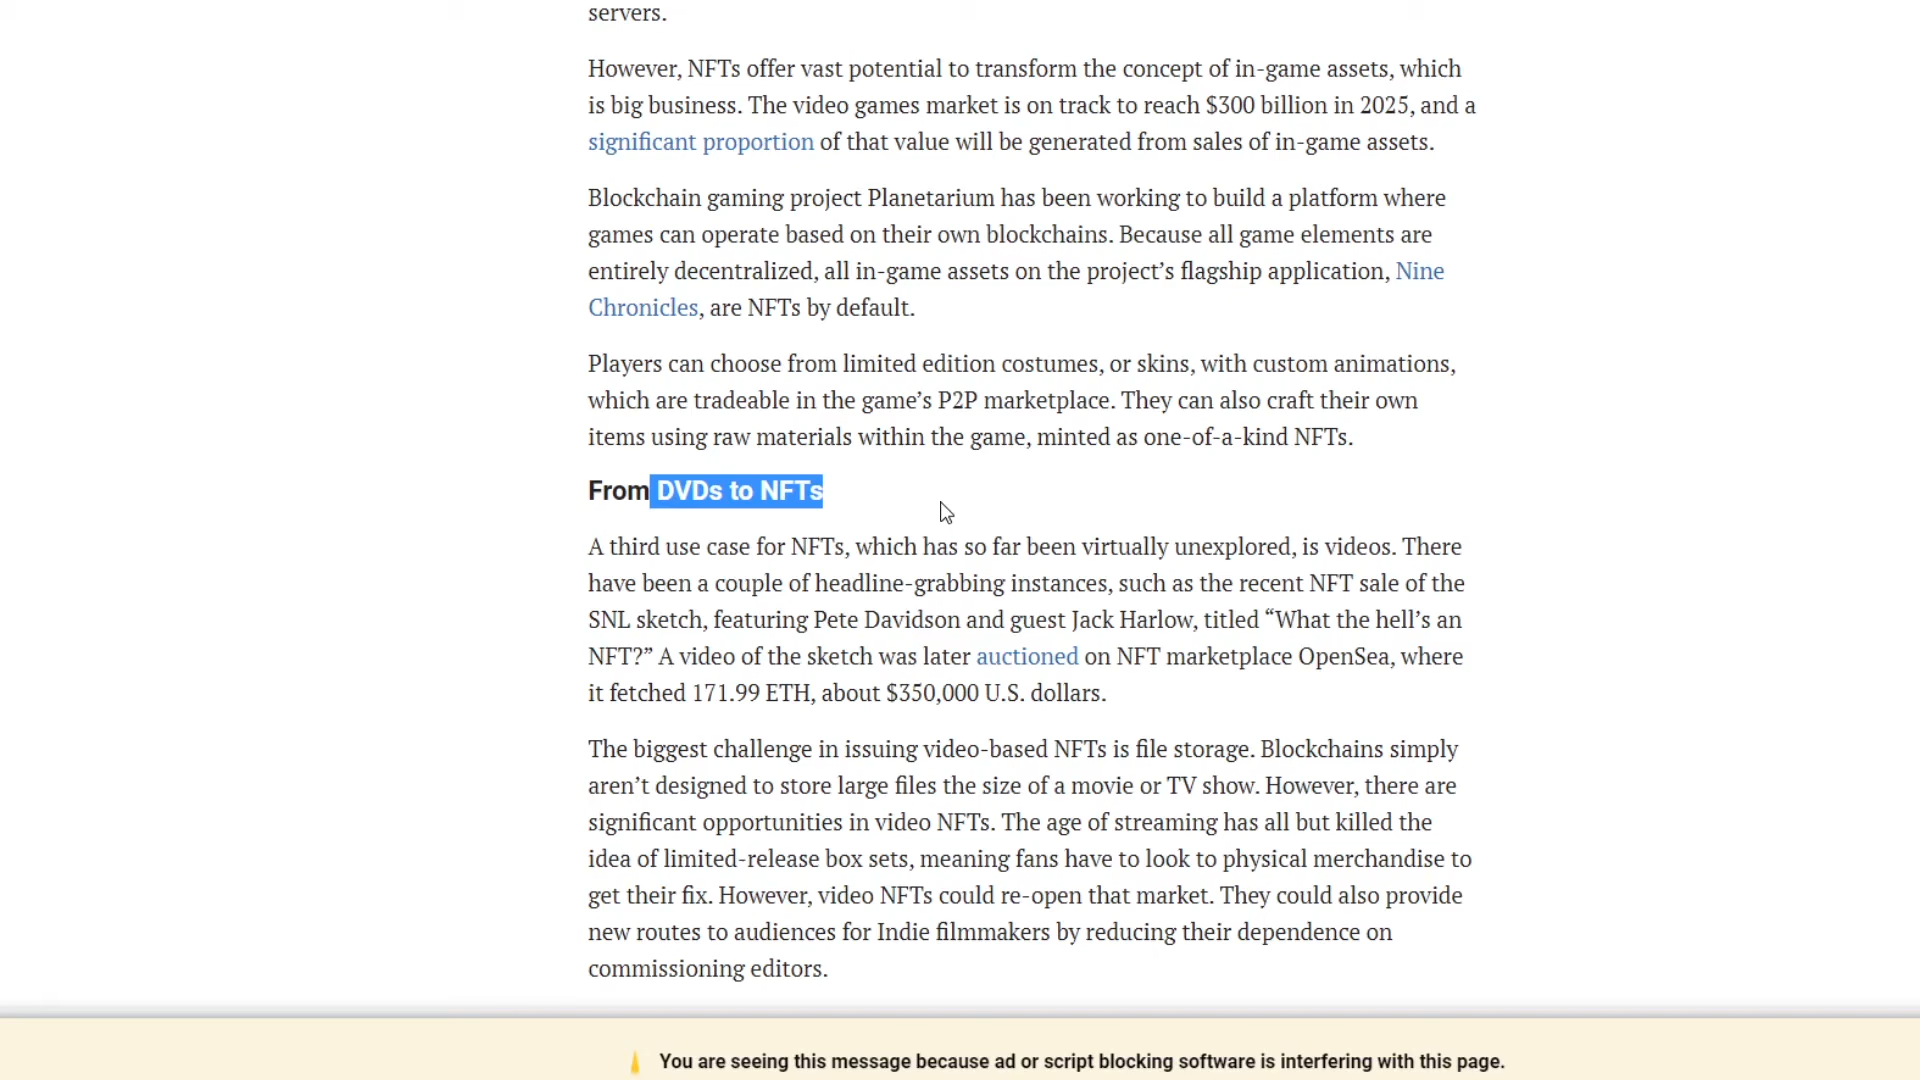 servers.
However, NFTs offer vast potential to transform the concept of in-game assets, which
is big business. The video games market is on track to reach $300 billion in 2025, and a
significant proportion of that value will be generated from sales of in-game assets.
Blockchain gaming project Planetarium has been working to build a platform where
games can operate based on their own blockchains. Because all game elements are
entirely decentralized, all in-game assets on the project’s flagship application, Nine
Chronicles, are NFTs by default.
Players can choose from limited edition costumes, or skins, with custom animations,
which are tradeable in the game’s P2P marketplace. They can also craft their own
items using raw materials within the game, minted as one-of-a-kind NFTs.
From DVDs to NFTs
A third use case for NFTs, which has so far been virtually unexplored, is videos. There
have been a couple of headline-grabbing instances, such as the recent NFT sale of the
SNL sketch, featuring Pete Davidson and guest Jack Harlow, titled “What the hell’s an
NFT?” A video of the sketch was later auctioned on NFT marketplace OpenSea, where
it fetched 171.99 ETH, about $350,000 U.S. dollars.
The biggest challenge in issuing video-based NFTs is file storage. Blockchains simply
aren’t designed to store large files the size of a movie or TV show. However, there are
significant opportunities in video NFTs. The age of streaming has all but killed the
idea of limited-release box sets, meaning fans have to look to physical merchandise to
get their fix. However, video NFTs could re-open that market. They could also provide
new routes to audiences for Indie filmmakers by reducing their dependence on
commissioning editors.
You are seeing this message because ad or script blocking software is interfering with this page.